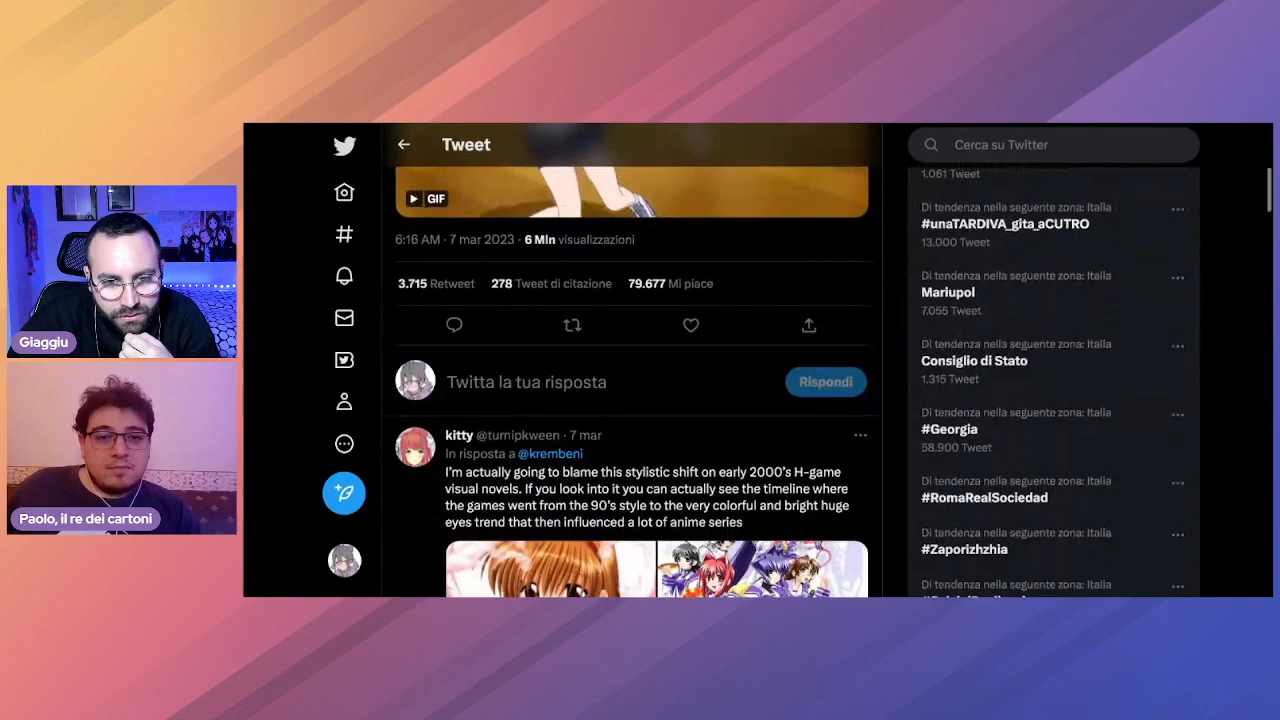 Giaggiu
Paolo, il re dei cartoni
Tweet
GIF
6:16 AM · 7 mar 2023 · 6 Mln visualizzazioni
3.715 Retweet 278 Tweet di citazione 79.677 Mi piace
Twitta la tua risposta
Rispondi
kitty @turnipkween · 7 mar
In risposta a @krembeni
I'm actually going to blame this stylistic shift on early 2000's H-game
visual novels. If you look into it you can actually see the timeline where
the games went from the 90's style to the very colorful and bright huge
eyes trend that then influenced a lot of anime series
Cerca su Twitter
1.061 Tweet
Di tendenza nella seguente zona: Italia
#unaTARDIVA_gita_aCUTRO
13.000 Tweet
Di tendenza nella seguente zona: Italia
Mariupol
7.055 Tweet
Di tendenza nella seguente zona: Italia
Consiglio di Stato
1.315 Tweet
Di tendenza nella seguente zona: Italia
#Georgia
58.900 Tweet
Di tendenza nella seguente zona: Italia
#RomaRealSociedad
Di tendenza nella seguente zona: Italia
#Zaporizhzhia
Di tendenza nella seguente zona: Italia